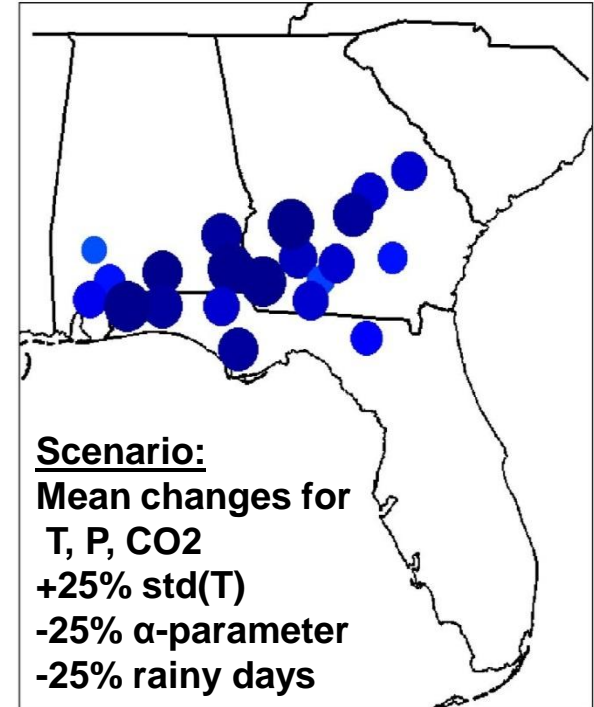 Scenario:
Mean changes for
T, P, CO2
+25% std(T)
-25% α-parameter
-25% rainy days